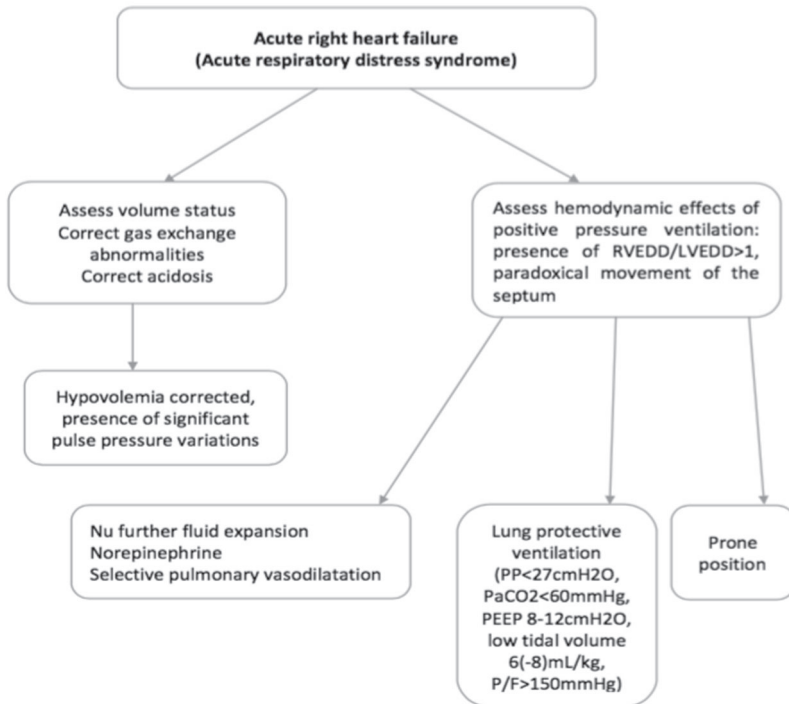 Acute right heart failure
(Acute respiratory distress syndrome)
Assess volume status
Correct gas exchange
abnormalities
Correct acidosis
Assess hemodynamic effects of
positive pressure ventilation:
presence of RVEDD/LVEDD>1,
paradoxical movement of the
septum
Hypovolemia corrected,
presence of significant
pulse pressure variations
Nu further fluid expansion
Norepinephrine
Selective pulmonary vasodilatation
Lung protective
ventilation
(PP<27cmH2O,
PaCO2<60mmHg,
PEEP 8-12cmH2O,
low tidal volume
6(-8)mL/kg,
P/F>150mmHg)
Prone
position